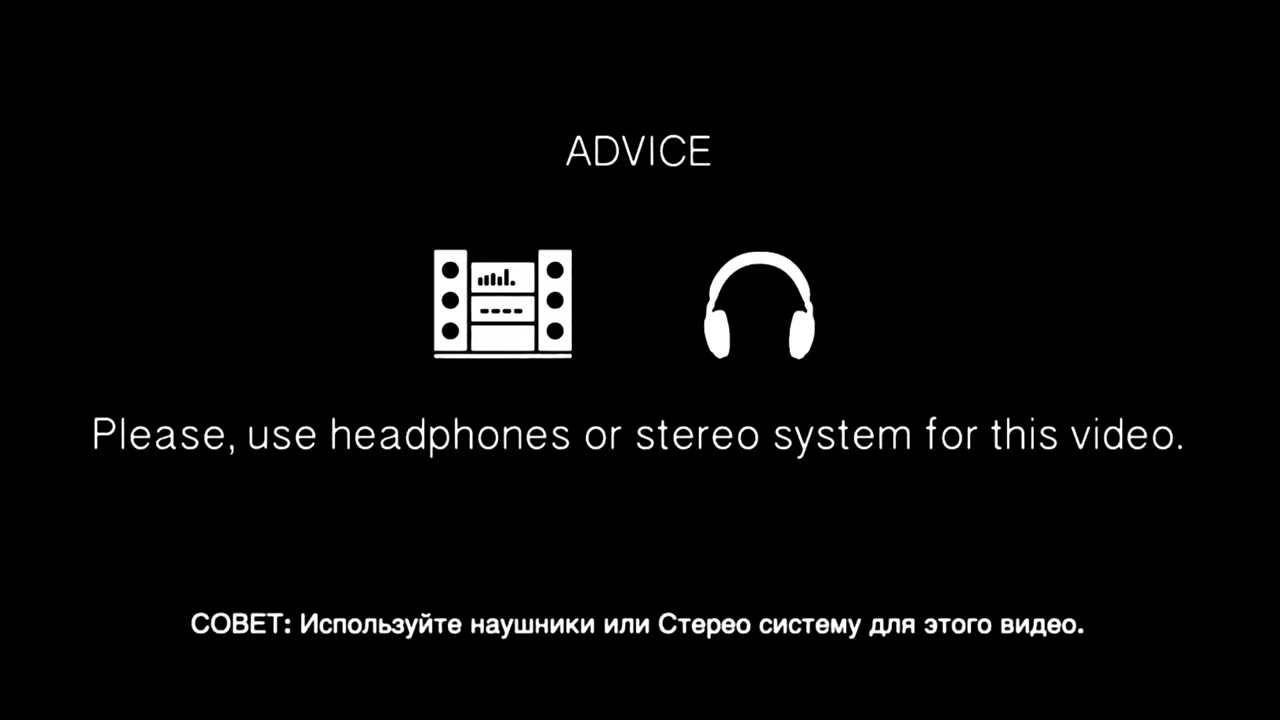 ADVICE
Please, use headphones or stereo system for this video.
СОВЕТ: Используйте наушники или Стерео систему для этого видео.